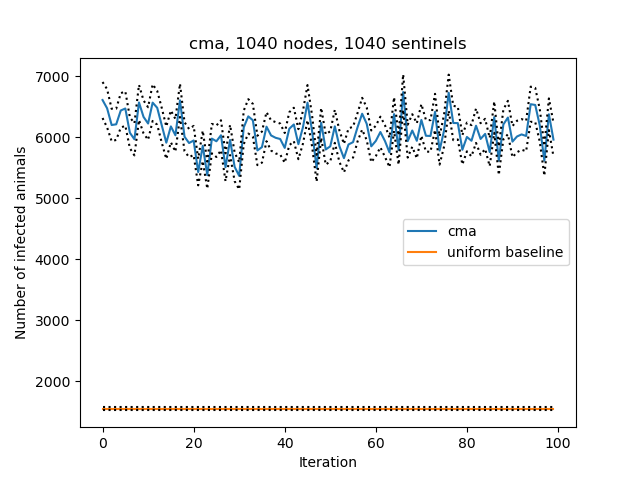 cma, 1040 nodes, 1040 sentinels
7000
6000
5000
4000
3000
2000
Number of infected animals
cma
uniform baseline
0
20
40
60
80
100
Iteration